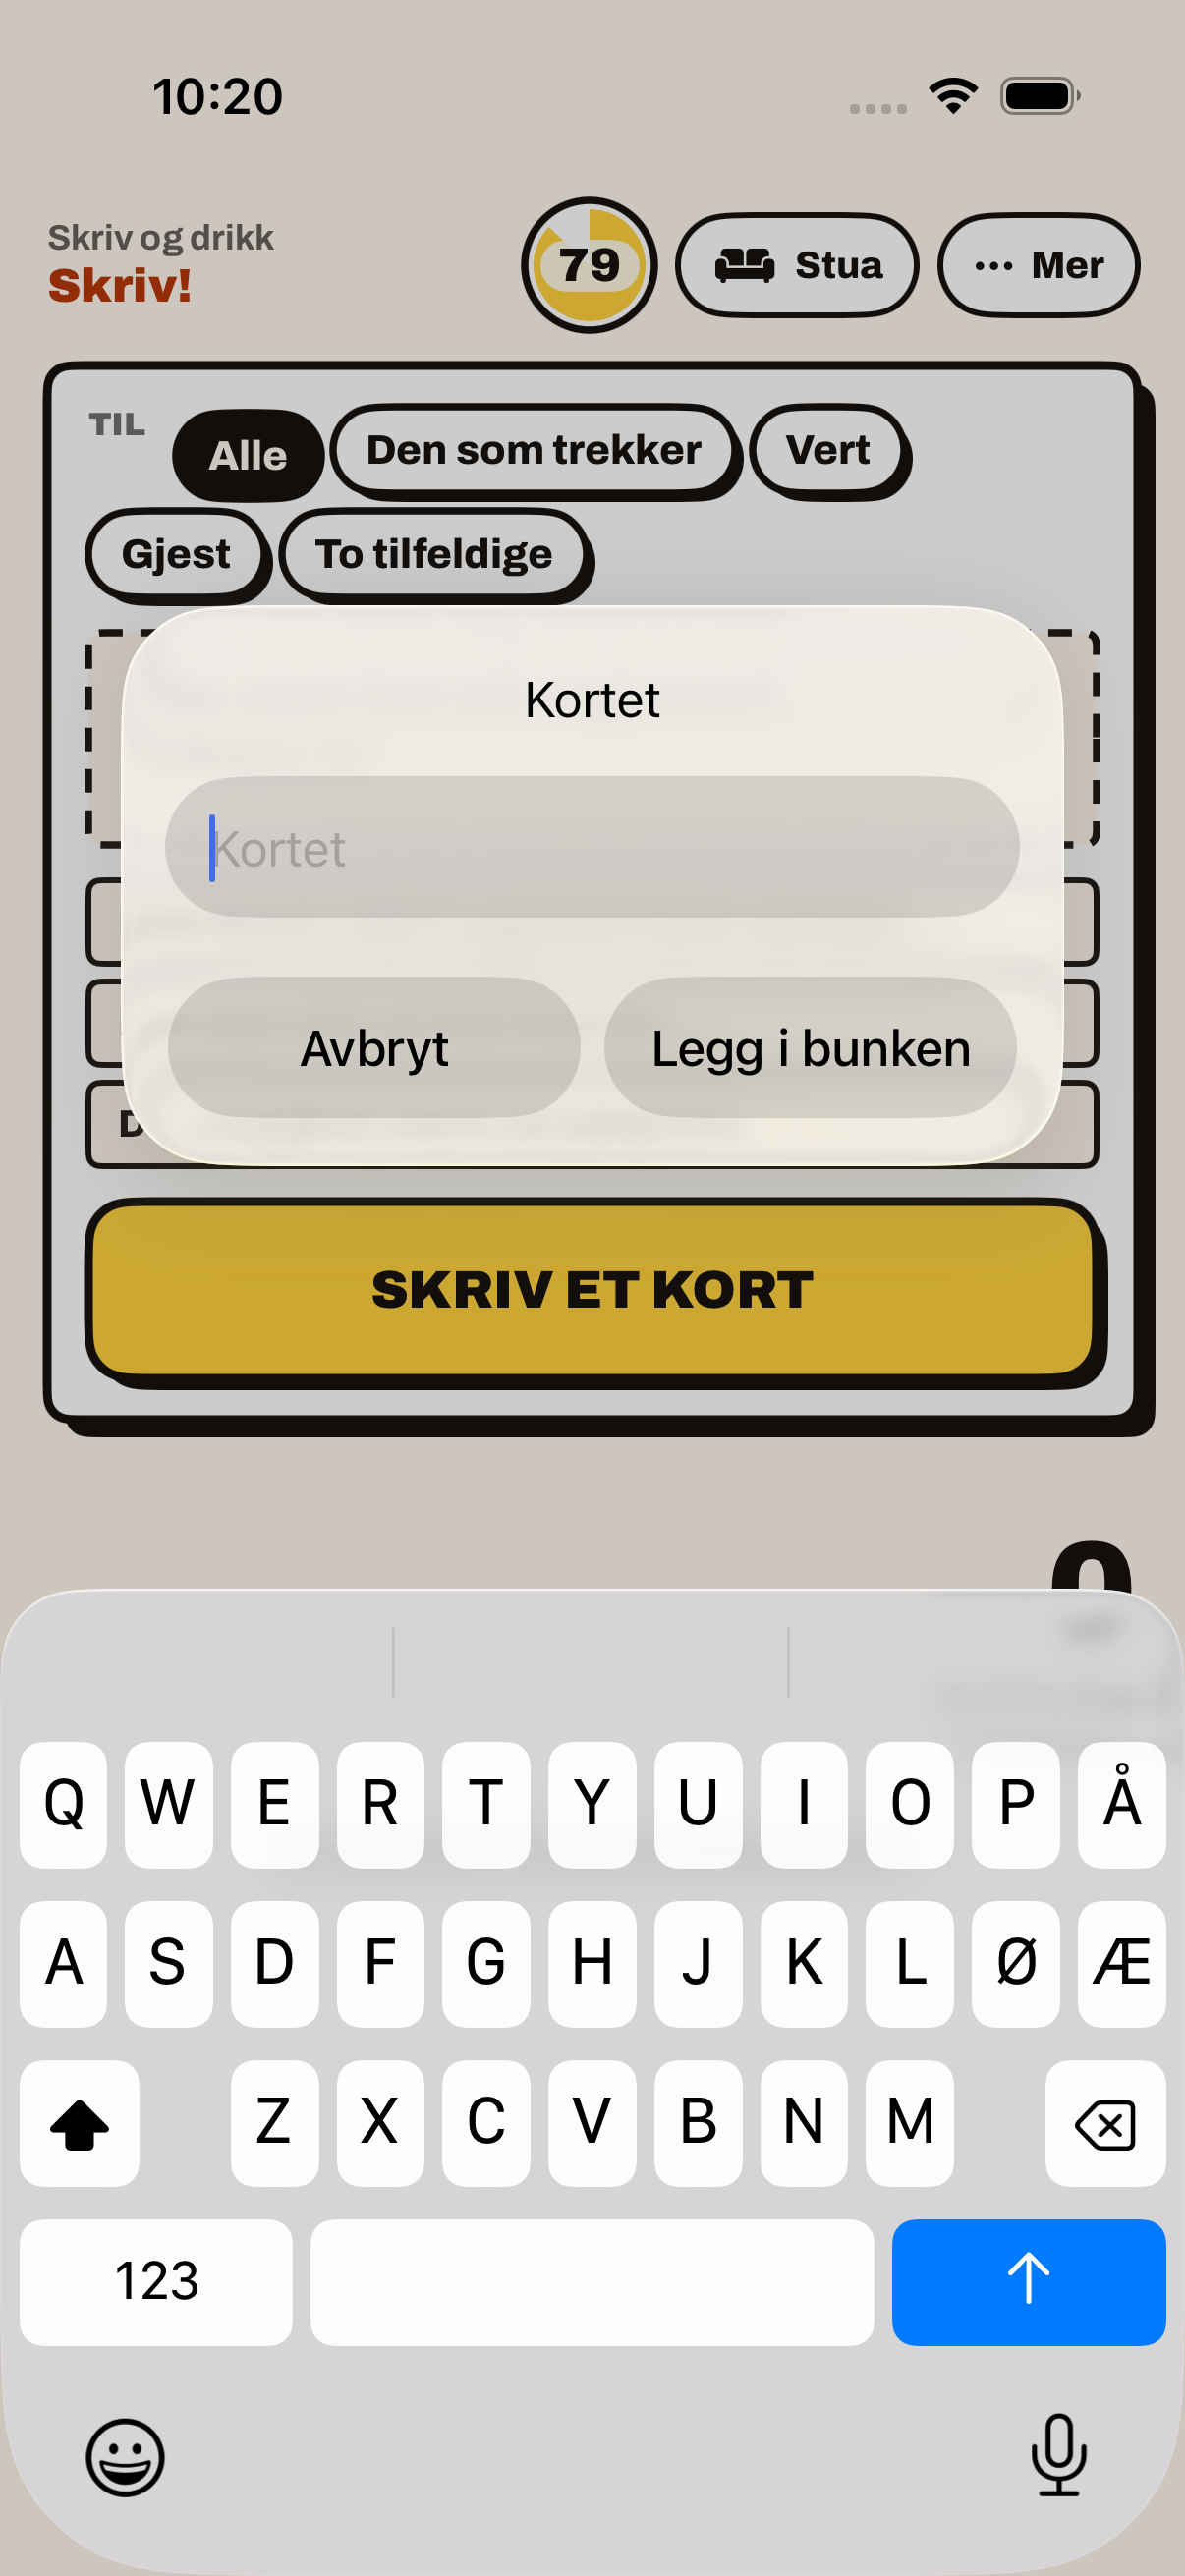 10:20
Skriv og drikk
Skriv!
79
Stua
Mer
TIL
Alle
Den som trekker
Vert
Gjest
To tilfeldige
Kortet
Kortet
Avbryt
Legg i bunken
SKRIV ET KORT
Q W E R T Y U I O P Å
A S D F G H J K L Ø Æ
Z X C V B N M
123